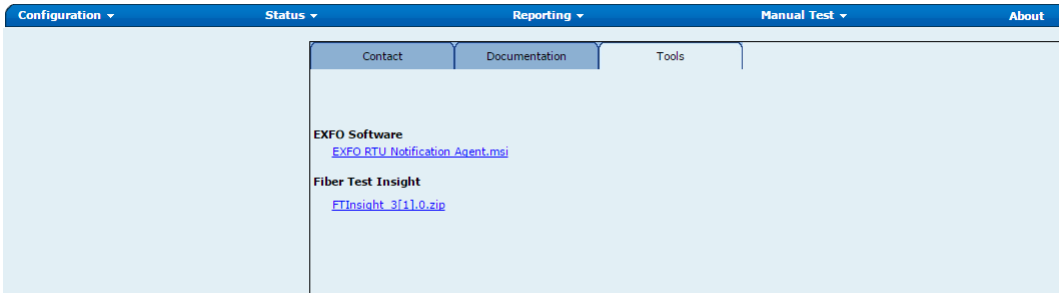 Configuration Status Reporting Manual Test About
Contact Documentation Tools
EXFO Software
EXFO RTU Notification Agent.msi
Fiber Test Insight
FTInsight_3[1].0.zip